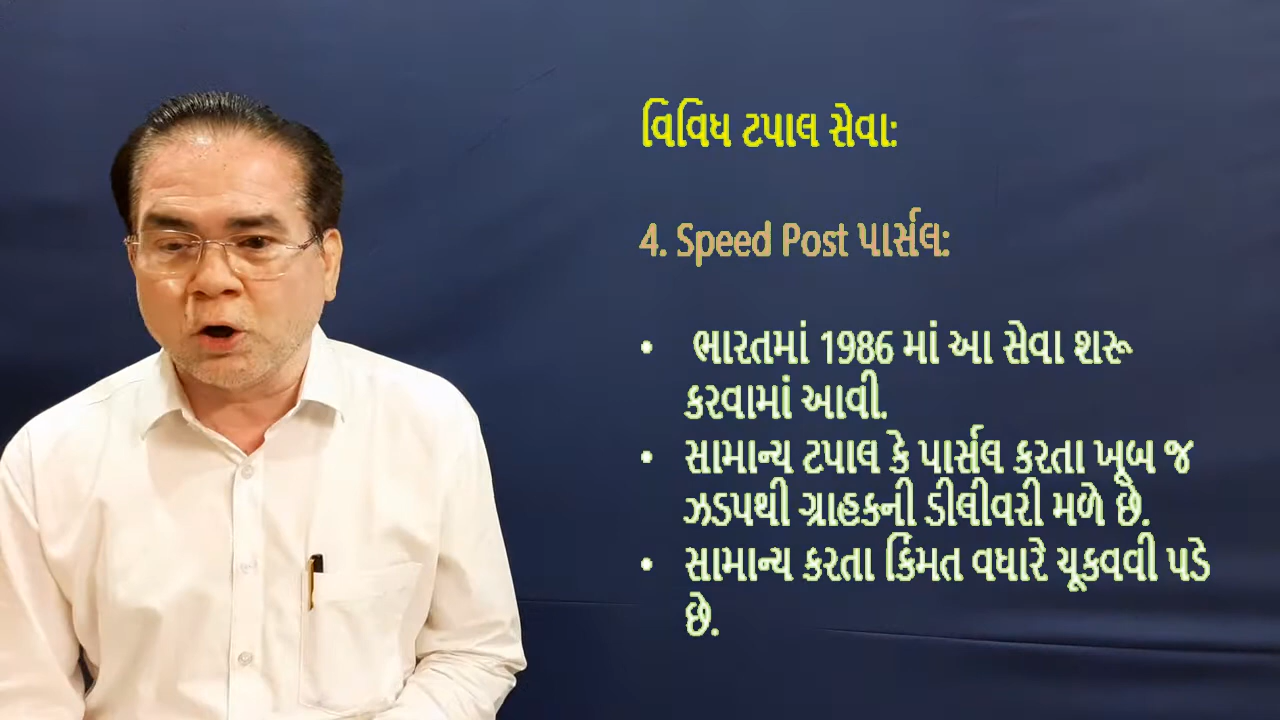 વિવિધ ટપાલ સેવા:
4. Speed Post પાર્સલ:
• ભારતમાં 1986 માં આ સેવા શરૂ
કરવામાં આવી.
• સામાન્ય ટપાલ કે પાર્સલ કરતા ખૂબ જ
ઝડપથી ગ્રાહકની ડીલીવરી મળે છે.
• સામાન્ય કરતા કિંમત વધારે ચૂકવવી પડે
છે.